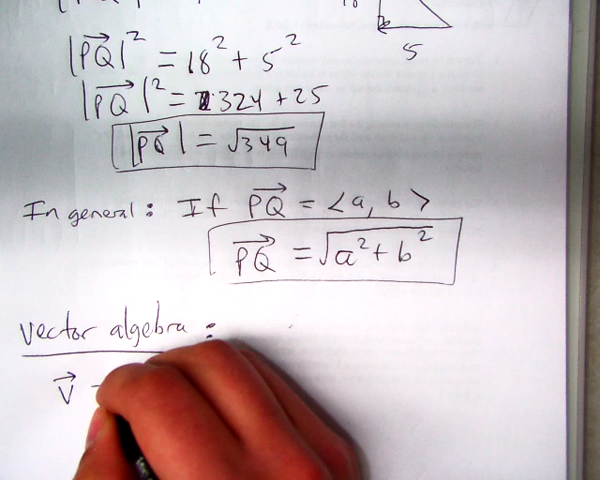 |PQ⃗|² = 18² + 5²
5
|PQ⃗|² = 324 + 25
|PQ⃗| = √349
In general: If PQ⃗ = <a, b>
PQ⃗ = √a² + b²
vector algebra:
V⃗